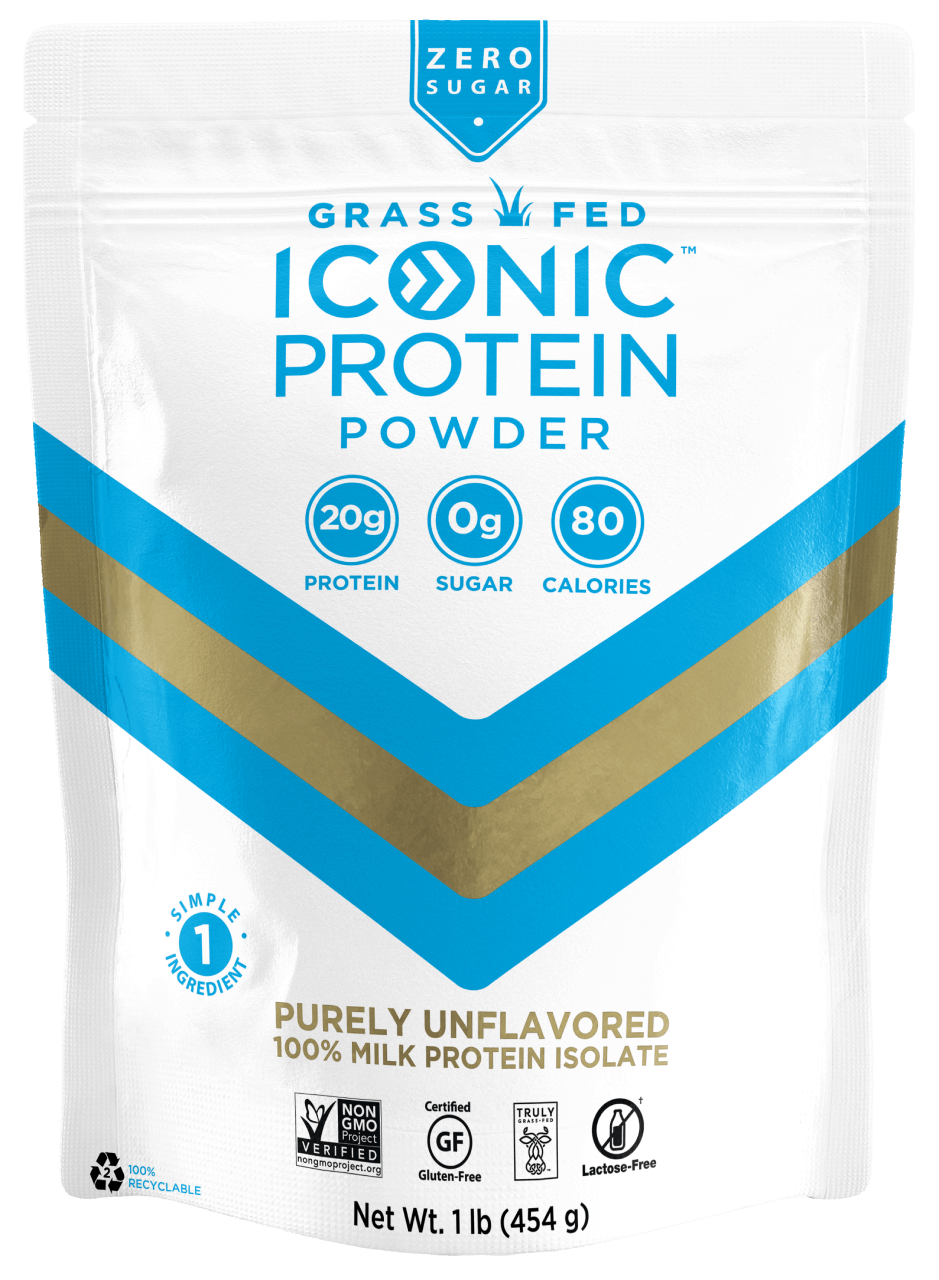 ZERO
SUGAR
GRASS FED
ICONIC™
PROTEIN
POWDER
20g 0g 80
PROTEIN SUGAR CALORIES
SIMPLE
1
INGREDIENT
PURELY UNFLAVORED
100% MILK PROTEIN ISOLATE
NON
GMO
Project
VERIFIED
nongmoproject.org
Certified
GF
Gluten-Free
TRULY
GRASS-FED™
†
Lactose-Free
2
100%
RECYCLABLE
Net Wt. 1 lb (454 g)